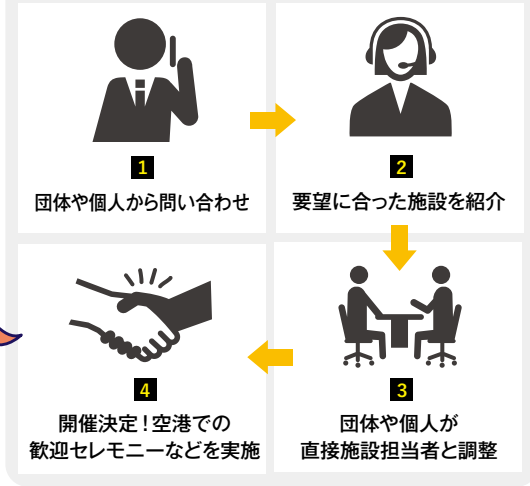 1
団体や個人から問い合わせ
2
要望に合った施設を紹介
3
団体や個人が
直接施設担当者と調整
4
開催決定!空港での
歓迎セレモニーなどを実施